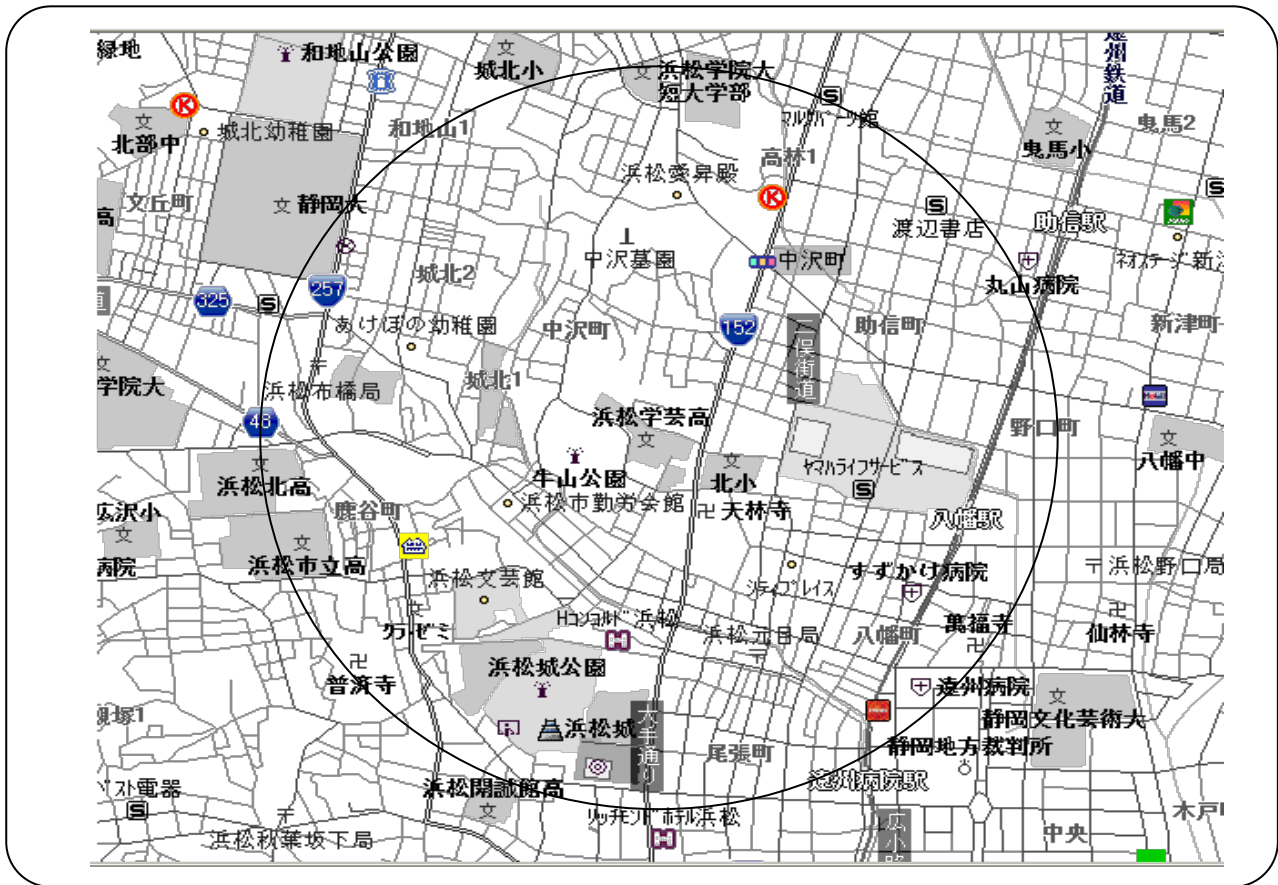 緑地
和地山公園
城北小
浜松学院大
短大学部
遠州鉄道
K
S
北部中
城北幼稚園
和地山1
マルツパーツ館
高林1
曳馬小
曳馬2
浜松愛昇殿
K
S
高
文丘町
静岡大
S
渡辺書店
助信駅
中沢墓園
中沢町
丸山病院
城北2
257
325
S
道
あけぼの幼稚園
中沢町
152
二俣街道
助信町
新津町
学院大
浜松布橋局
城北1
48
浜松学芸高
野口町
八幡中
浜松北高
牛山公園
北小
ヤマハライフサービス
S
広沢小
鹿谷町
浜松市勤労会館
天林寺
八幡駅
病院
浜松市立高
浜松文芸館
シティプレイス
すずかけ病院
浜松野口局
クラ・ゼミ
Hコンコルド浜松
浜松元目局
八幡町
萬福寺
仙林寺
普済寺
浜松城公園
遠州病院
静岡文化芸術大
浜松城
大手通り
尾張町
静岡地方裁判所
浜松開誠館高
遠州病院駅
ベスト電器
S
リッチモンドホテル浜松
木戸町
浜松秋葉坂下局
中央